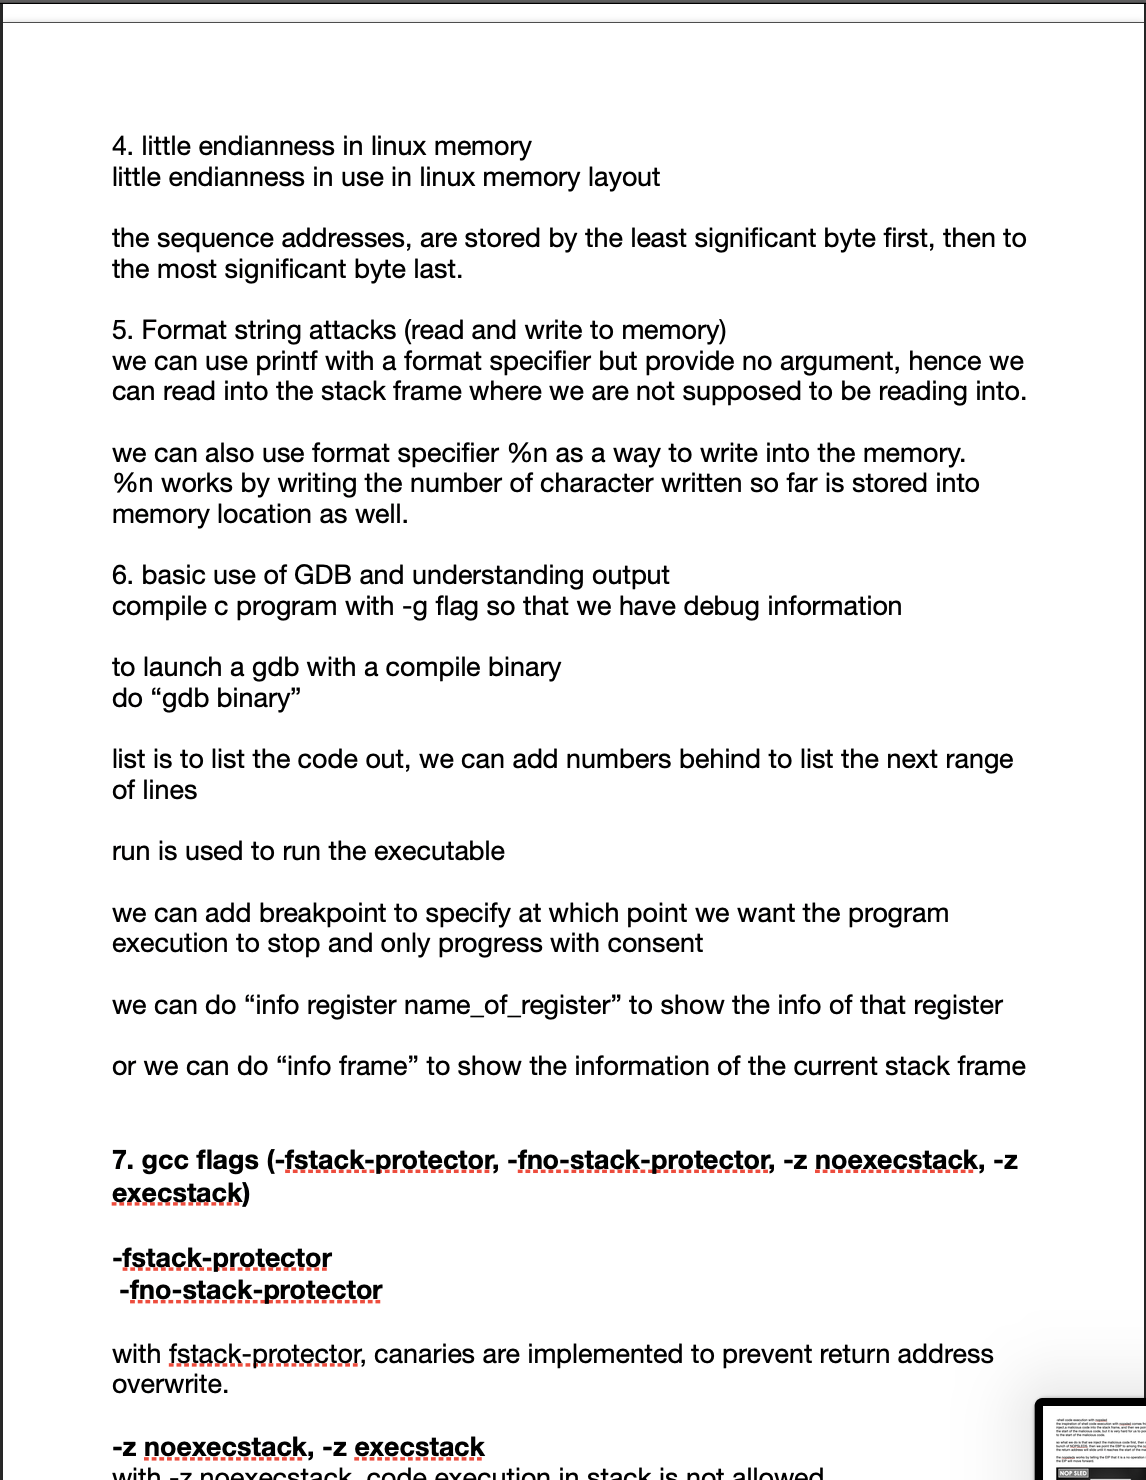 4. little endianness in linux memory
little endianness in use in linux memory layout
the sequence addresses, are stored by the least significant byte first, then to
the most significant byte last.
5. Format string attacks (read and write to memory)
we can use printf with a format specifier but provide no argument, hence we
can read into the stack frame where we are not supposed to be reading into.
we can also use format specifier %n as a way to write into the memory.
%n works by writing the number of character written so far is stored into
memory location as well.
6. basic use of GDB and understanding output
compile c program with -g flag so that we have debug information
to launch a gdb with a compile binary
do “gdb binary”
list is to list the code out, we can add numbers behind to list the next range
of lines
run is used to run the executable
we can add breakpoint to specify at which point we want the program
execution to stop and only progress with consent
we can do “info register name_of_register” to show the info of that register
or we can do “info frame” to show the information of the current stack frame
7. gcc flags (-fstack-protector, -fno-stack-protector, -z noexecstack, -z
execstack)
-fstack-protector
-fno-stack-protector
with fstack-protector, canaries are implemented to prevent return address
overwrite.
-z noexecstack, -z execstack
with -z noexecstack, code execution in stack is not allowed
NOP SLED